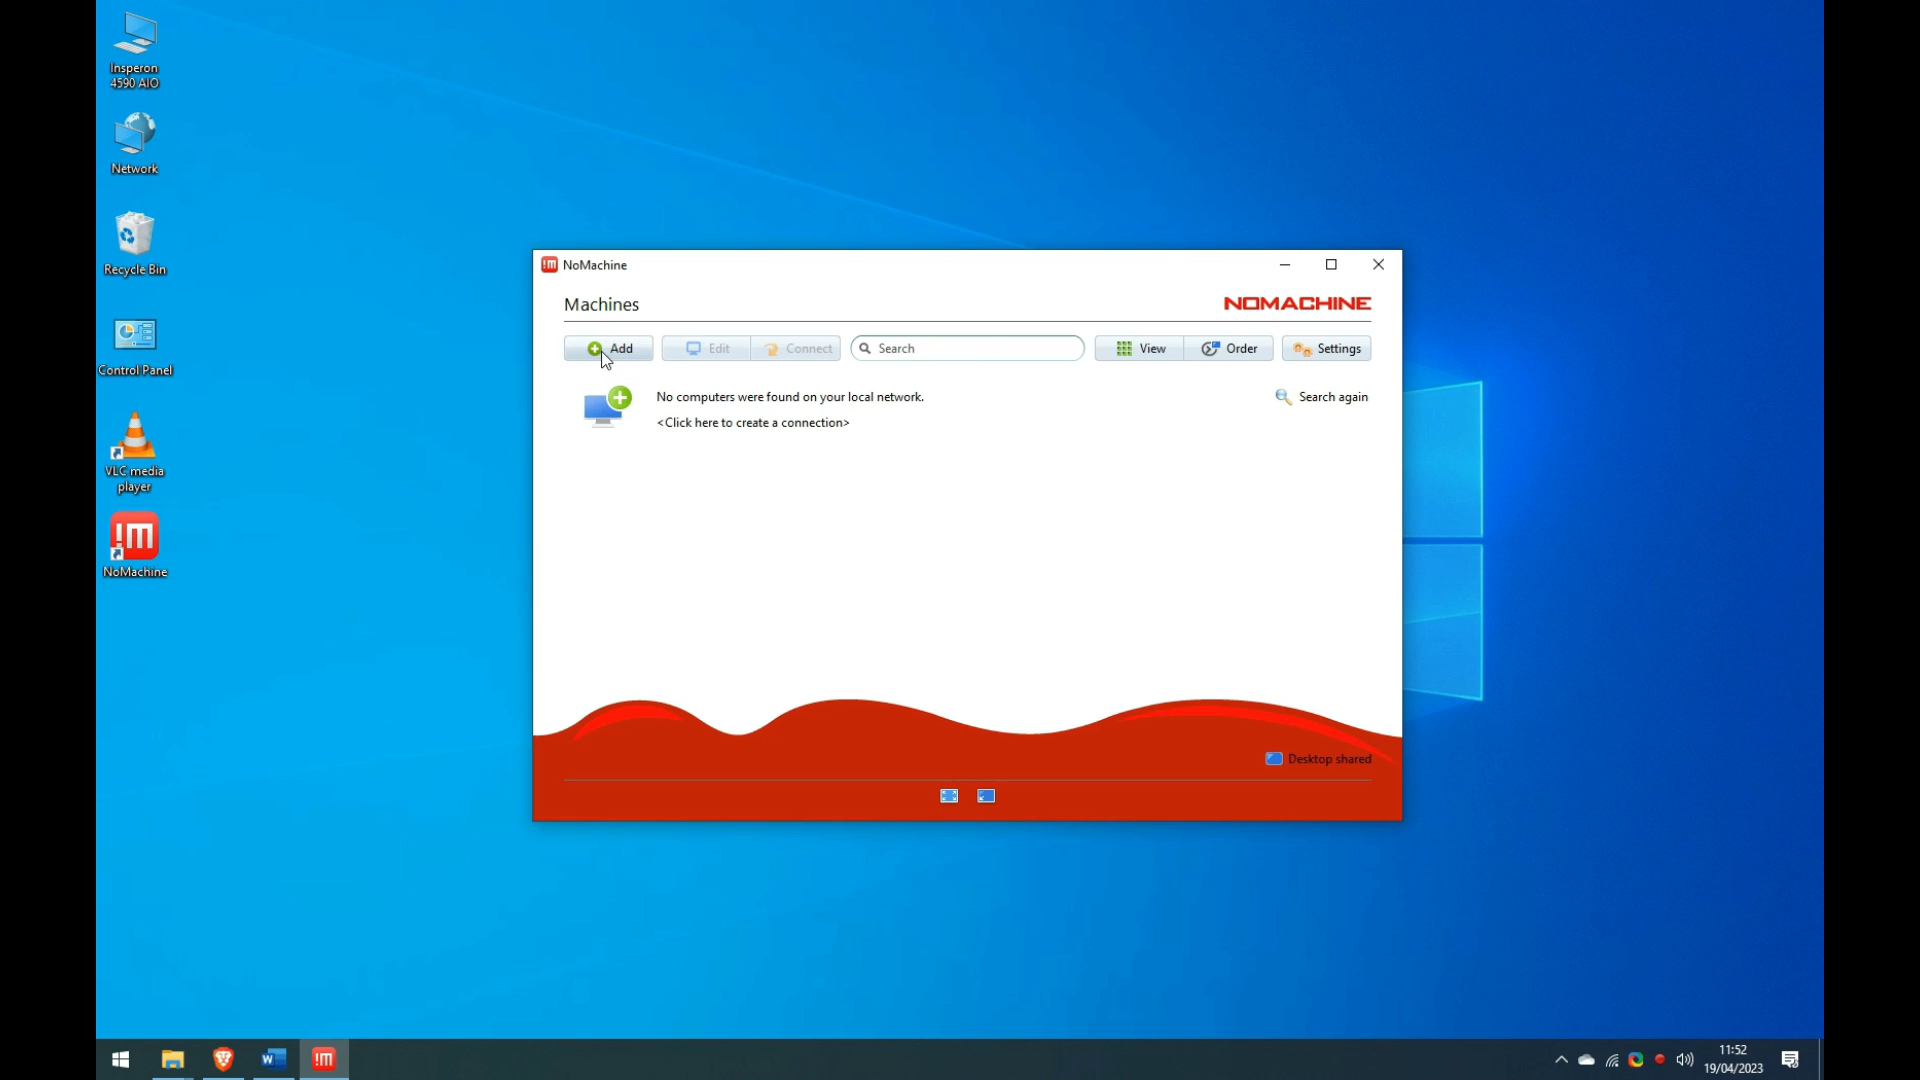 Insperon
4590 AIO
Network
Recycle Bin
Control Panel
VLC media
player
!M
NoMachine
!M NoMachine
Machines
NOMACHINE
Add
Edit
Connect
Search
View
Order
Settings
No computers were found on your local network.
Search again
<Click here to create a connection>
Desktop shared
W
!M
11:52
19/04/2023